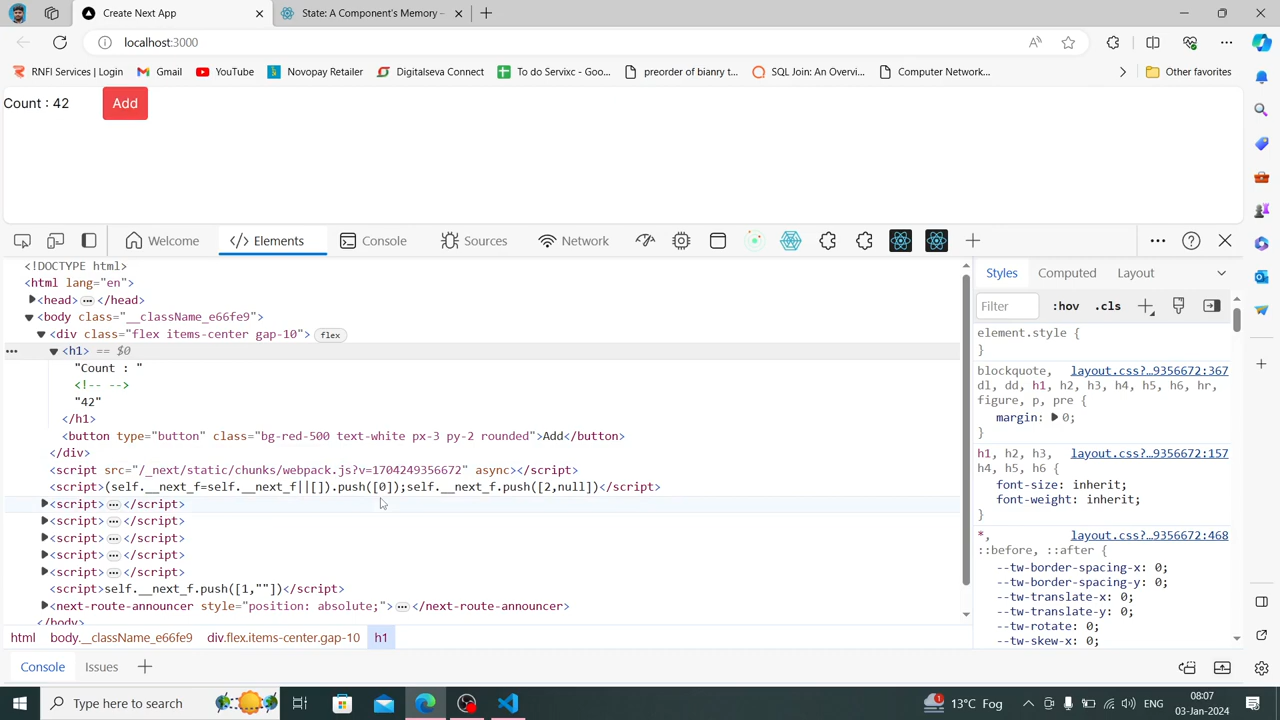 Create Next App
State: A Component's Memory –
localhost:3000
RNFI Services | Login
Gmail
YouTube
Novopay Retailer
Digitalseva Connect
To do Servixc - Goo...
preorder of bianry t...
SQL Join: An Overvi...
Computer Network...
Other favorites
Count : 42
Add
Welcome
</> Elements
Console
Sources
Network
<!DOCTYPE html>
<html lang="en">
<head> ... </head>
<body class="__className_e66fe9">
<div class="flex items-center gap-10"> flex
<h1> == $0
"Count : "
<!-- -->
"42"
</h1>
<button type="button" class="bg-red-500 text-white px-3 py-2 rounded">Add</button>
</div>
<script src="/_next/static/chunks/webpack.js?v=1704249356672" async></script>
<script>(self.__next_f=self.__next_f||[]).push([0]);self.__next_f.push([2,null])</script>
<script> ... </script>
<script> ... </script>
<script> ... </script>
<script> ... </script>
<script> ... </script>
<script>self.__next_f.push([1,""])</script>
<next-route-announcer style="position: absolute;"> ... </next-route-announcer>
</body>
html
body.__className_e66fe9
div.flex.items-center.gap-10
h1
Styles
Computed
Layout
Filter
:hov
.cls
element.style {
}
blockquote, layout.css?…9356672:367
dl, dd, h1, h2, h3, h4, h5, h6, hr,
figure, p, pre {
margin: 0;
}
h1, h2, h3, layout.css?…9356672:157
h4, h5, h6 {
font-size: inherit;
font-weight: inherit;
}
*, layout.css?…9356672:468
::before, ::after {
--tw-border-spacing-x: 0;
--tw-border-spacing-y: 0;
--tw-translate-x: 0;
--tw-translate-y: 0;
--tw-rotate: 0;
--tw-skew-x: 0;
Console
Issues
Type here to search
13°C Fog
ENG
08:07
03-Jan-2024